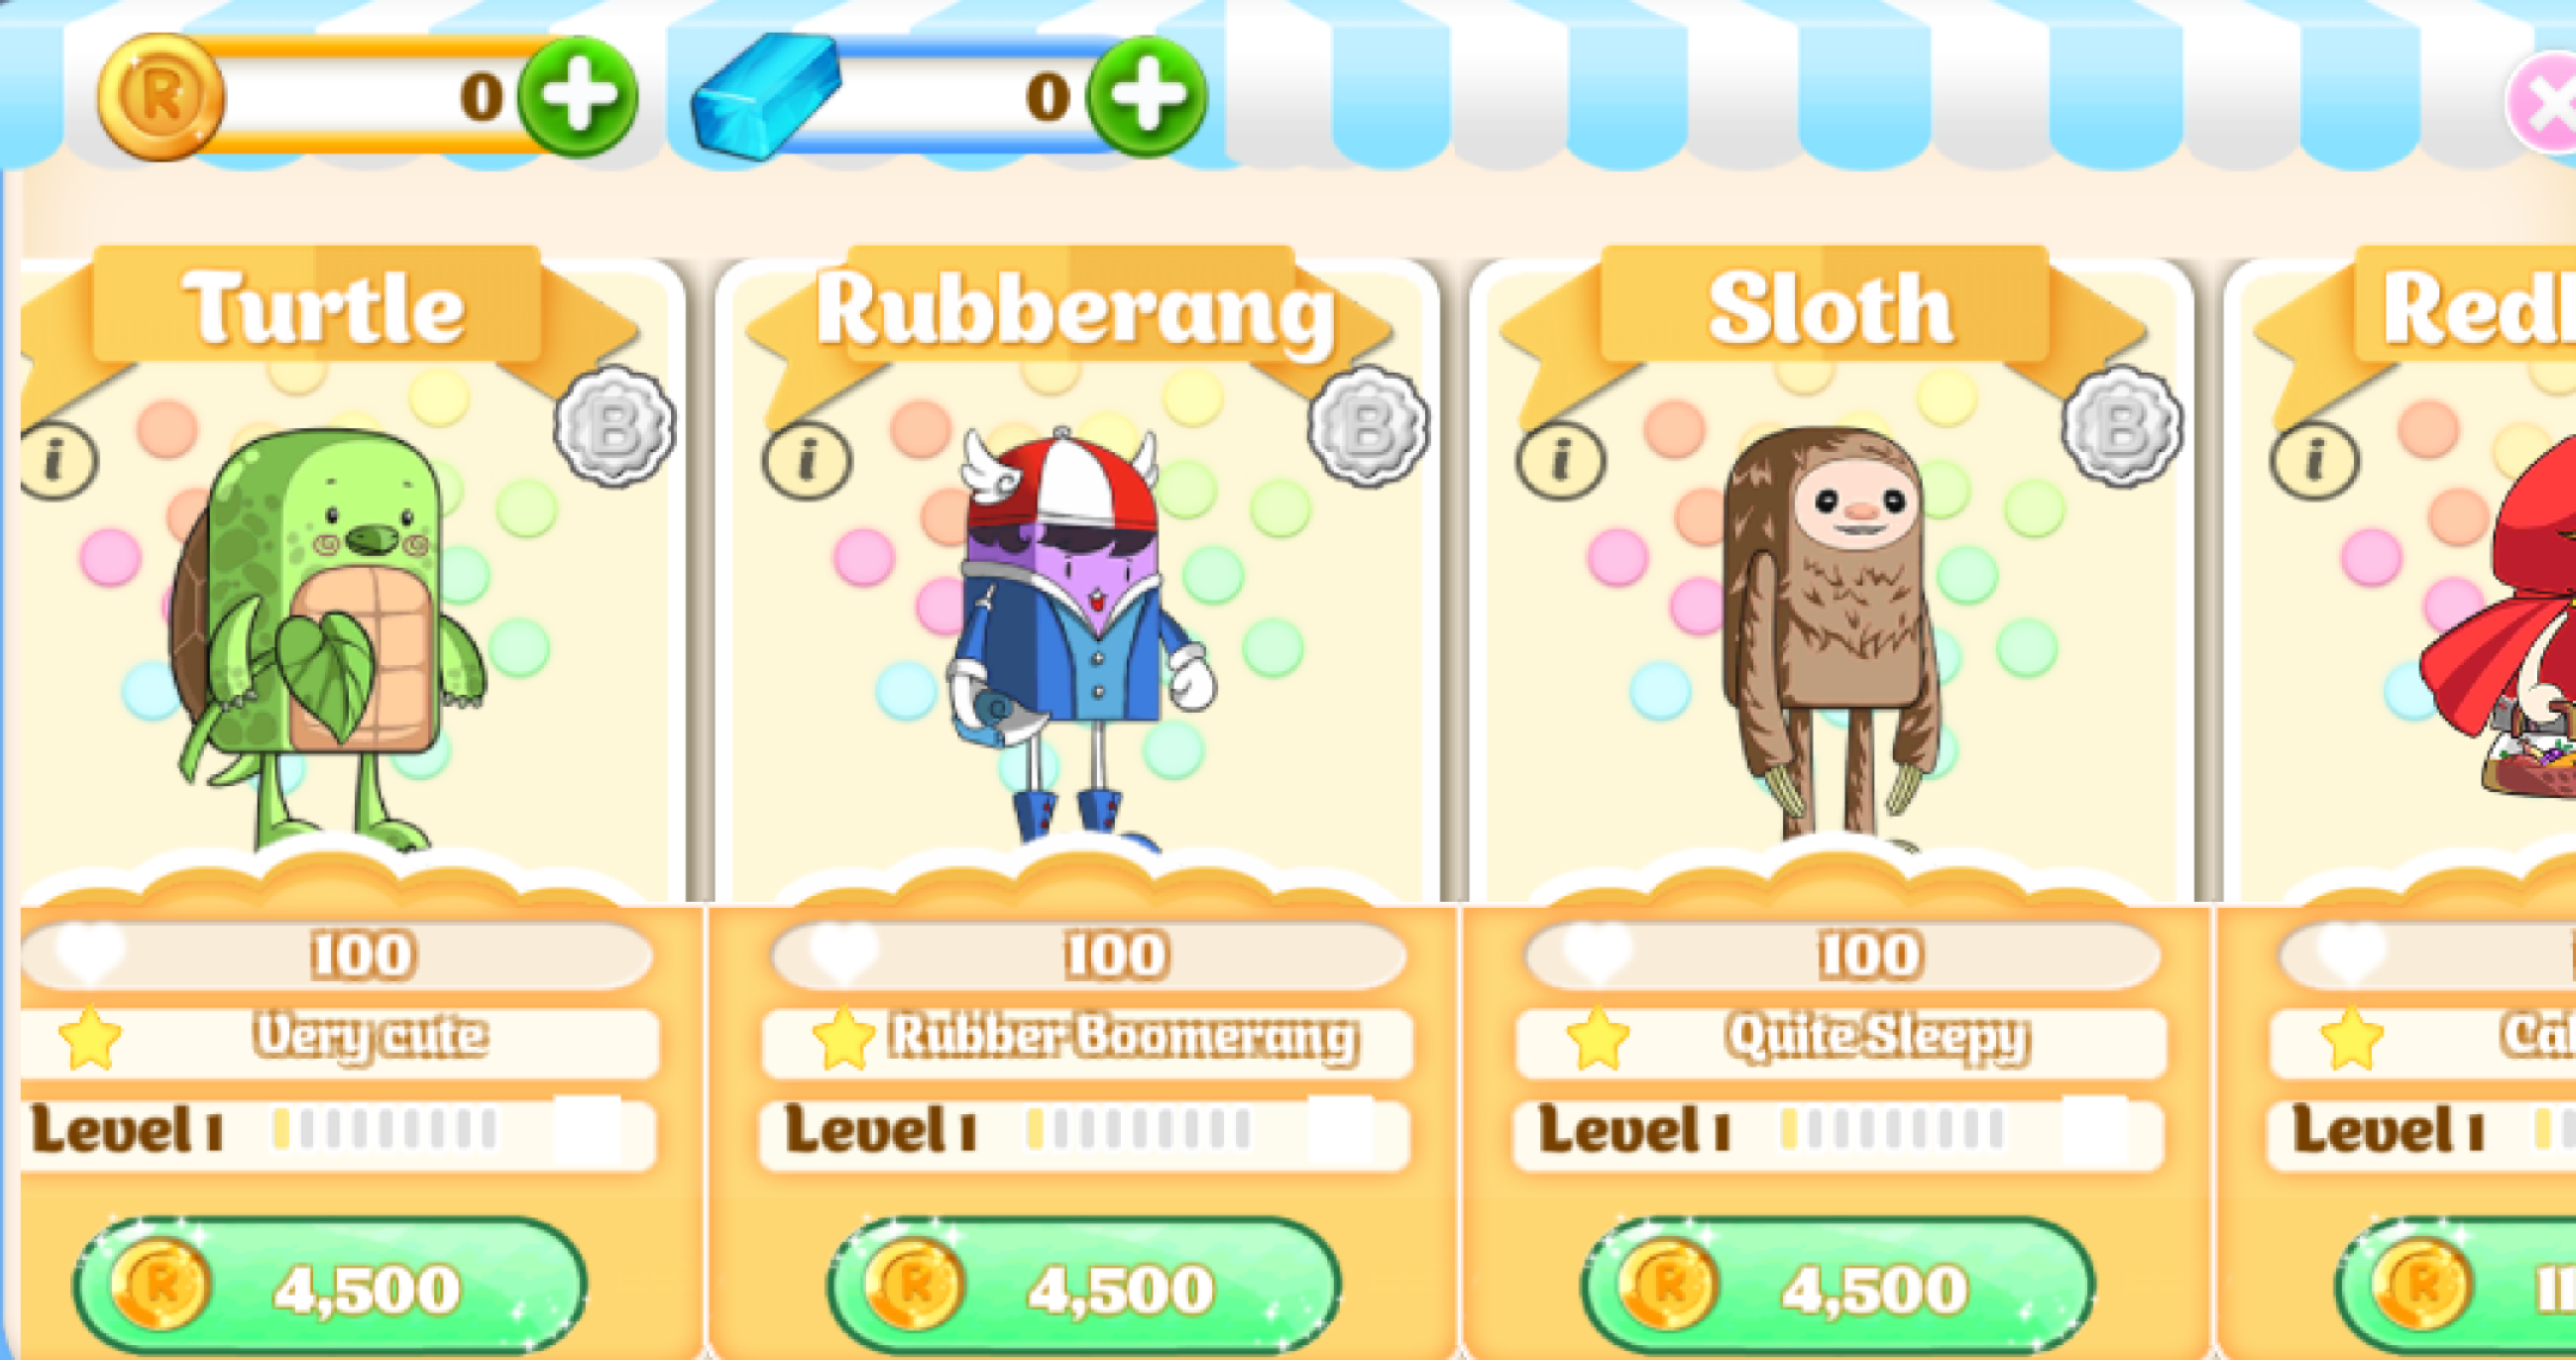 R 0 0
Turtle
B
i
100
Very cute
Level 1
R 4,500
Rubberang
B
i
100
Rubber Boomerang
Level 1
R 4,500
Sloth
B
i
100
Quite Sleepy
Level 1
R 4,500
i
Level 1
R